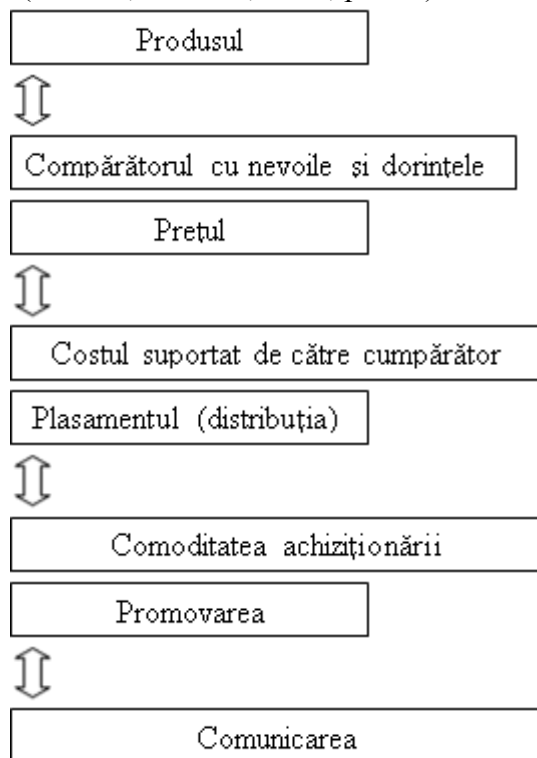 Produsul
Compărătorul cu nevoile și dorințele
Prețul
Costul suportat de către cumpărător
Plasamentul (distribuția)
Comoditatea achiziționării
Promovarea
Comunicarea